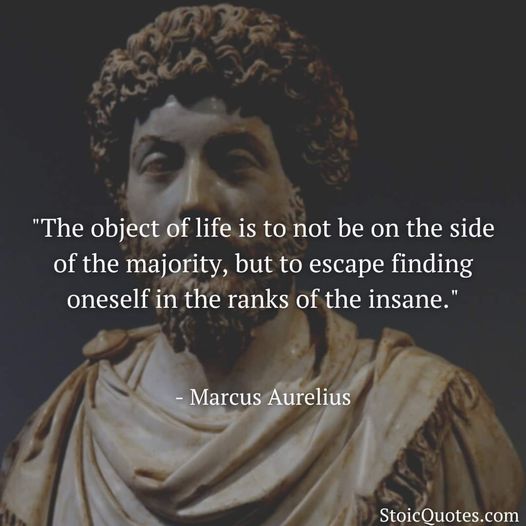 "The object of life is to not be on the side
of the majority, but to escape finding
oneself in the ranks of the insane."
- Marcus Aurelius
StoicQuotes.com